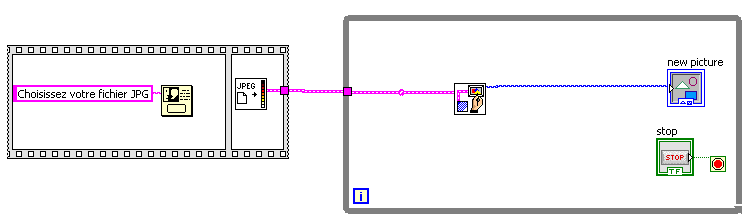 Choisissez votre fichier JPG
JPEG
new picture
stop
STOP
TF
i